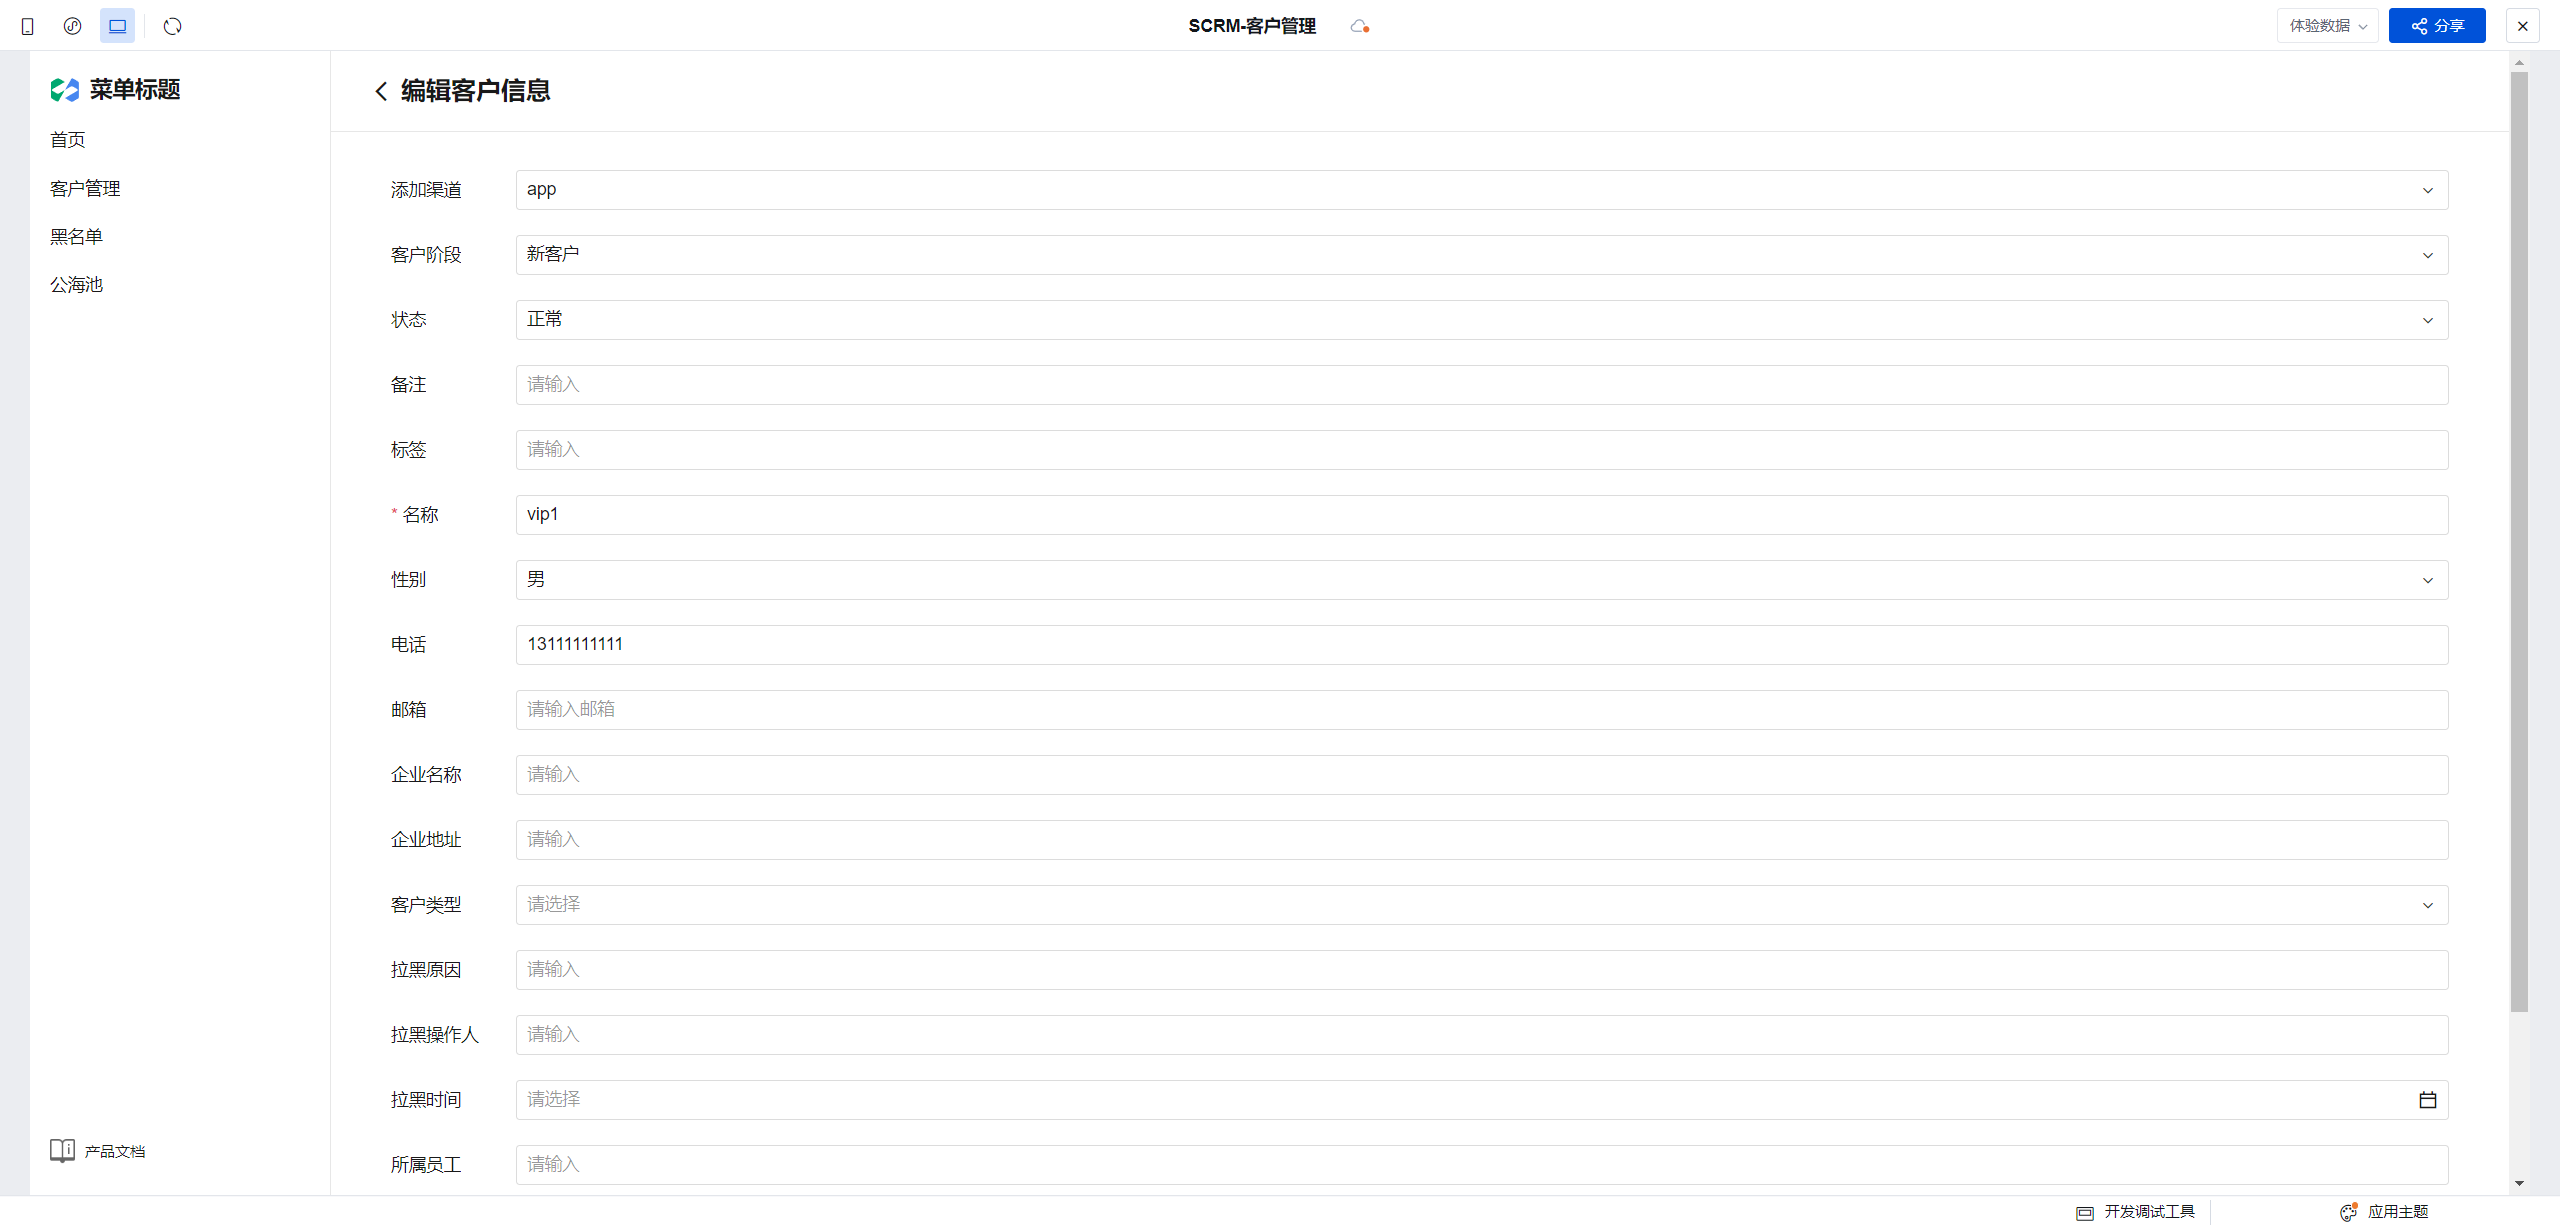 SCRM-客户管理
体验数据
分享
菜单标题
首页
客户管理
黑名单
公海池
产品文档
编辑客户信息
添加渠道 app
客户阶段 新客户
状态 正常
备注 请输入
标签 请输入
* 名称 vip1
性别 男
电话 13111111111
邮箱 请输入邮箱
企业名称 请输入
企业地址 请输入
客户类型 请选择
拉黑原因 请输入
拉黑操作人 请输入
拉黑时间 请选择
所属员工 请输入
开发调试工具
应用主题